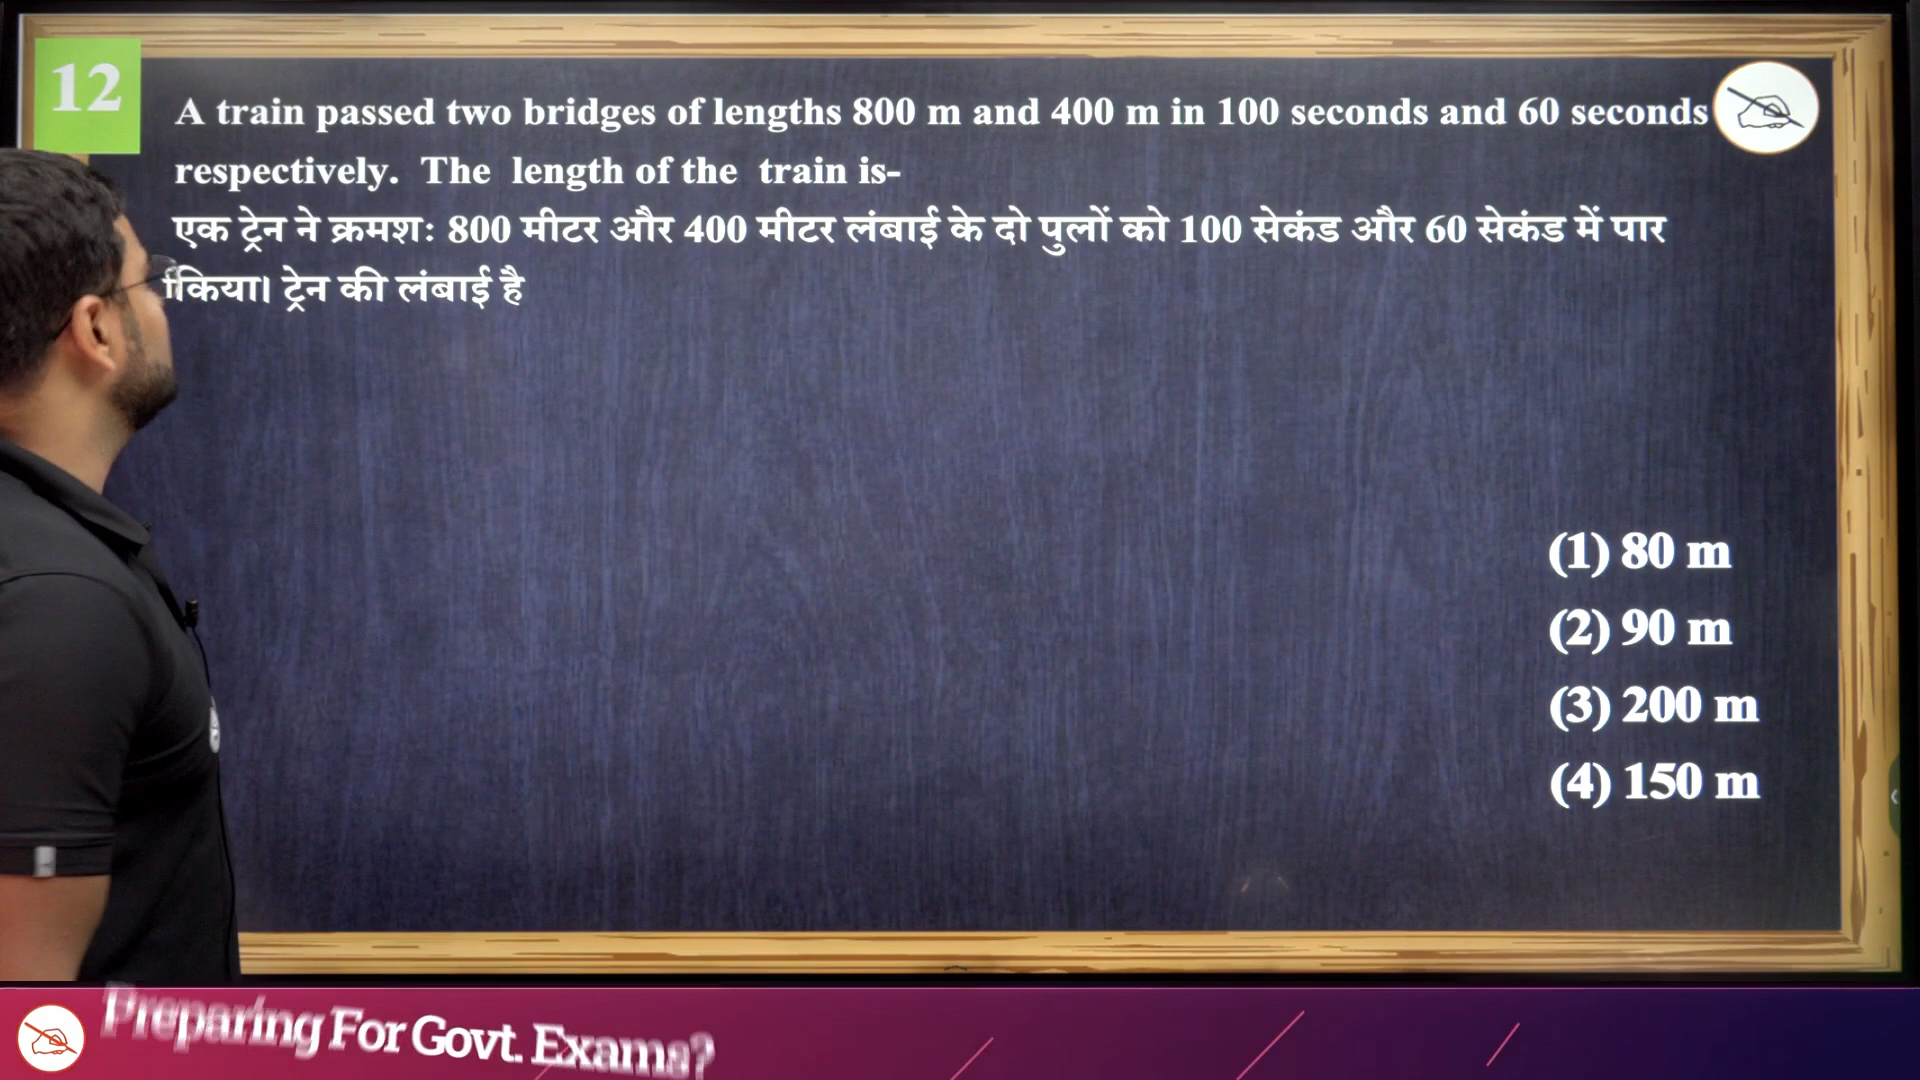 12
A train passed two bridges of lengths 800 m and 400 m in 100 seconds and 60 seconds
respectively. The length of the train is-
एक ट्रेन ने क्रमशः 800 मीटर और 400 मीटर लंबाई के दो पुलों को 100 सेकंड और 60 सेकंड में पार
किया। ट्रेन की लंबाई है
(1) 80 m
(2) 90 m
(3) 200 m
(4) 150 m
Preparing For Govt. Exams?